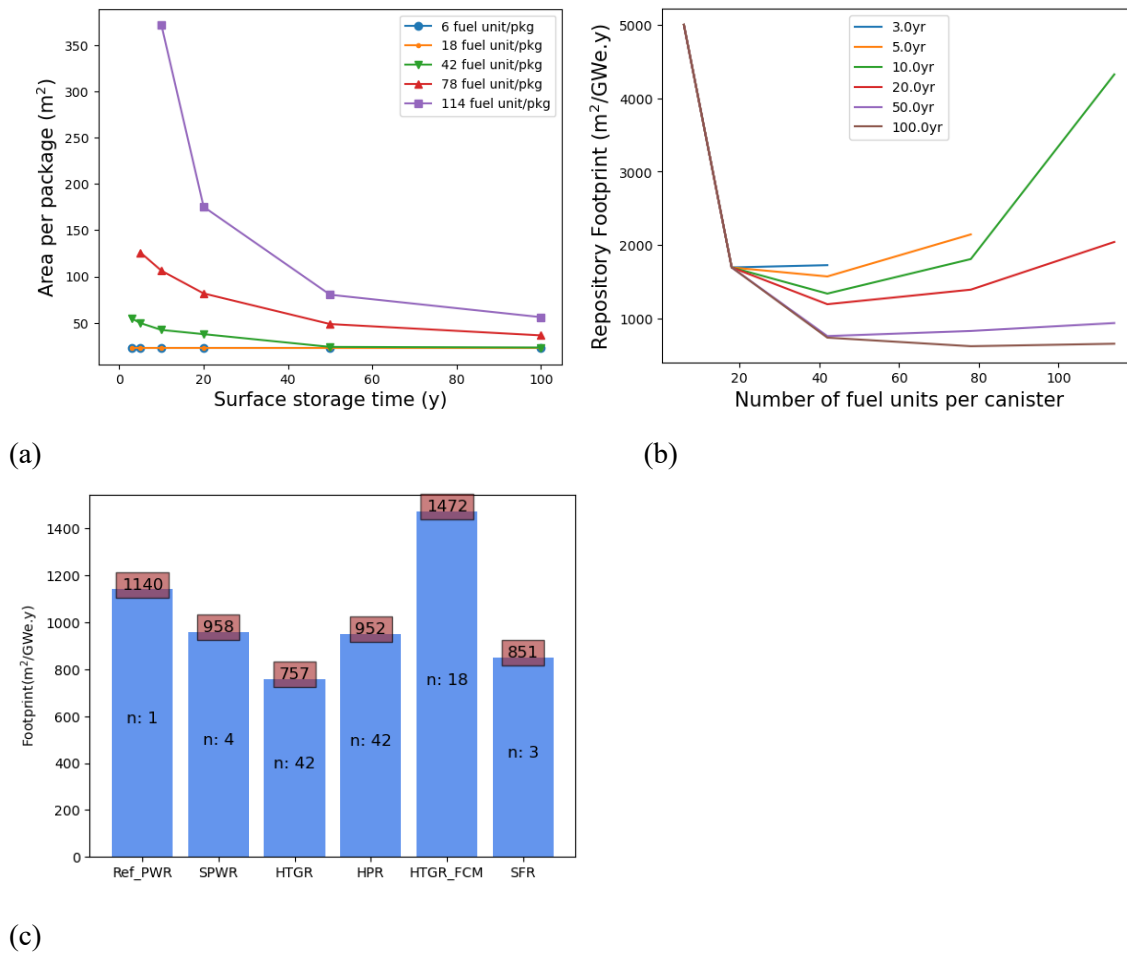 350
300
250
200
150
100
50
0
20
40
60
80
100
Area per package (m²)
Surface storage time (y)
6 fuel unit/pkg
18 fuel unit/pkg
42 fuel unit/pkg
78 fuel unit/pkg
114 fuel unit/pkg
(a)
5000
4000
3000
2000
1000
20
40
60
80
100
Repository Footprint (m²/GWe.y)
Number of fuel units per canister
3.0yr
5.0yr
10.0yr
20.0yr
50.0yr
100.0yr
(b)
1400
1200
1000
800
600
400
200
0
Footprint(m²/GWe.y)
1140
958
757
952
1472
851
n: 1
n: 4
n: 42
n: 42
n: 18
n: 3
Ref_PWR
SPWR
HTGR
HPR
HTGR_FCM
SFR
(c)